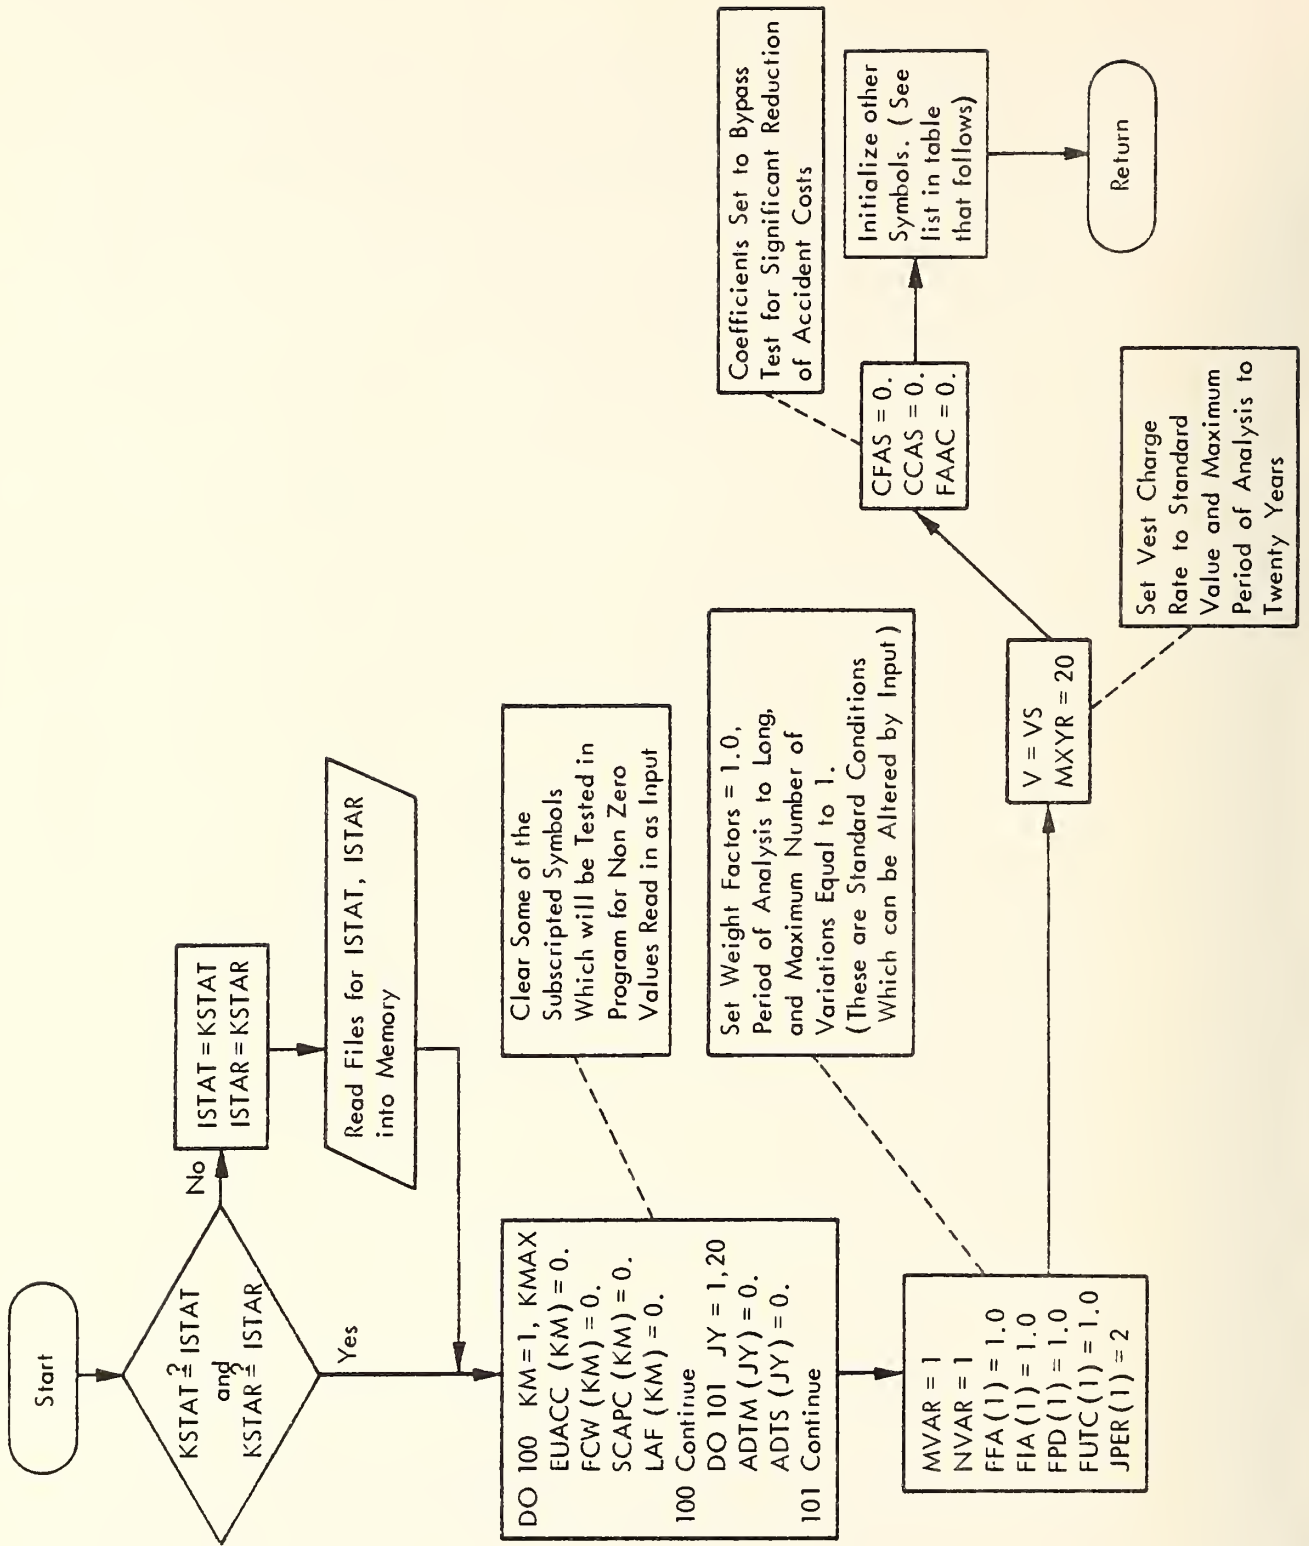 Start
KSTAT ?= ISTAT
and
KSTAR ?= ISTAR
No
Yes
ISTAT = KSTAT
ISTAR = KSTAR
Read Files for ISTAT, ISTAR
into Memory
DO 100 KM = 1, KMAX
EUACC (KM) = 0.
FCW (KM) = 0.
SCAPC (KM) = 0.
LAF (KM) = 0.
100 Continue
DO 101 JY = 1, 20
ADTM (JY) = 0.
ADTS (JY) = 0.
101 Continue
Clear Some of the
Subscripted Symbols
Which will be Tested in
Program for Non Zero
Values Read in as Input
MVAR = 1
NVAR = 1
FFA (1) = 1.0
FIA (1) = 1.0
FPD (1) = 1.0
FUTC (1) = 1.0
JPER (1) = 2
Set Weight Factors = 1.0,
Period of Analysis to Long,
and Maximum Number of
Variations Equal to 1.
(These are Standard Conditions
Which can be Altered by Input)
V = VS
MXYR = 20
Set Vest Charge
Rate to Standard
Value and Maximum
Period of Analysis to
Twenty Years
CFAS = 0.
CCAS = 0.
FAAC = 0.
Coefficients Set to Bypass
Test for Significant Reduction
of Accident Costs
Initialize other
Symbols. (See
list in table
that follows)
Return